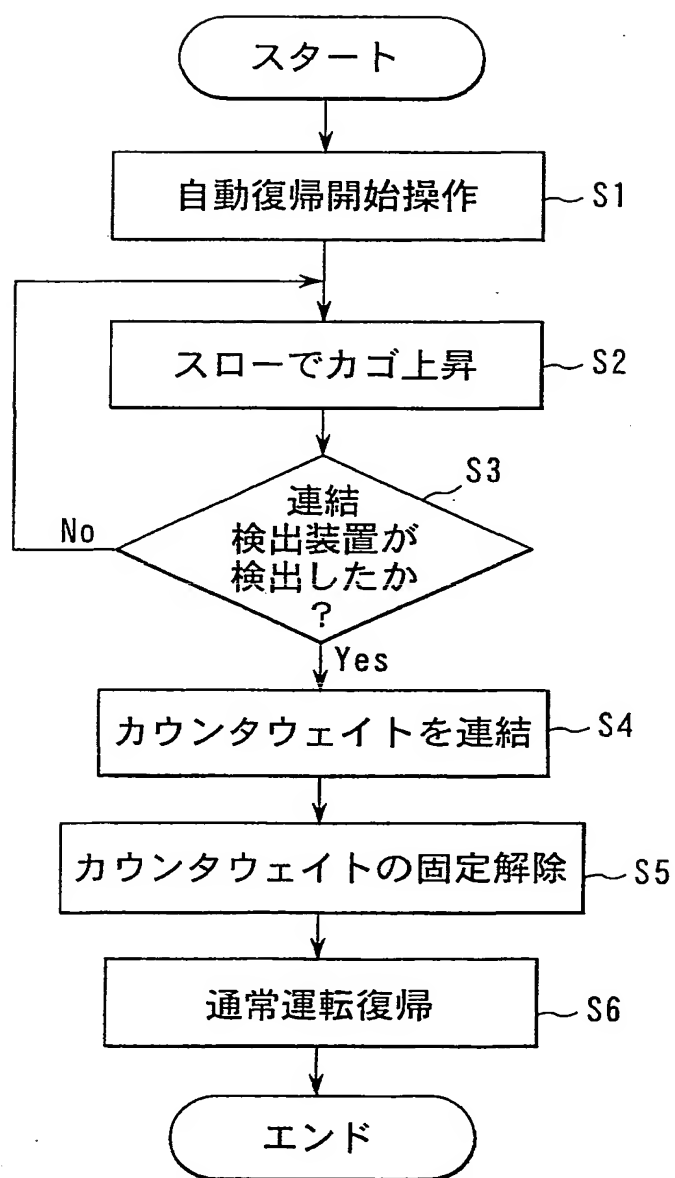 スタート
自動復帰開始操作
S1
スローでカゴ上昇
S2
S3
連結
検出装置が
検出したか
?
No
Yes
カウンタウェイトを連結
S4
カウンタウェイトの固定解除
S5
通常運転復帰
S6
エンド